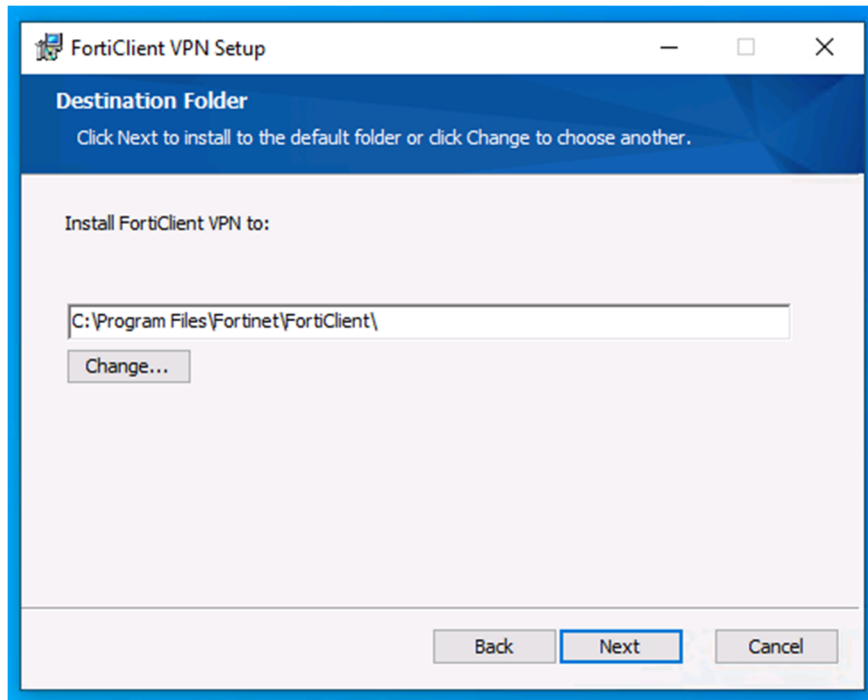 FortiClient VPN Setup
Destination Folder
Click Next to install to the default folder or click Change to choose another.
Install FortiClient VPN to:
C:\Program Files\Fortinet\FortiClient\
Change...
Back
Next
Cancel